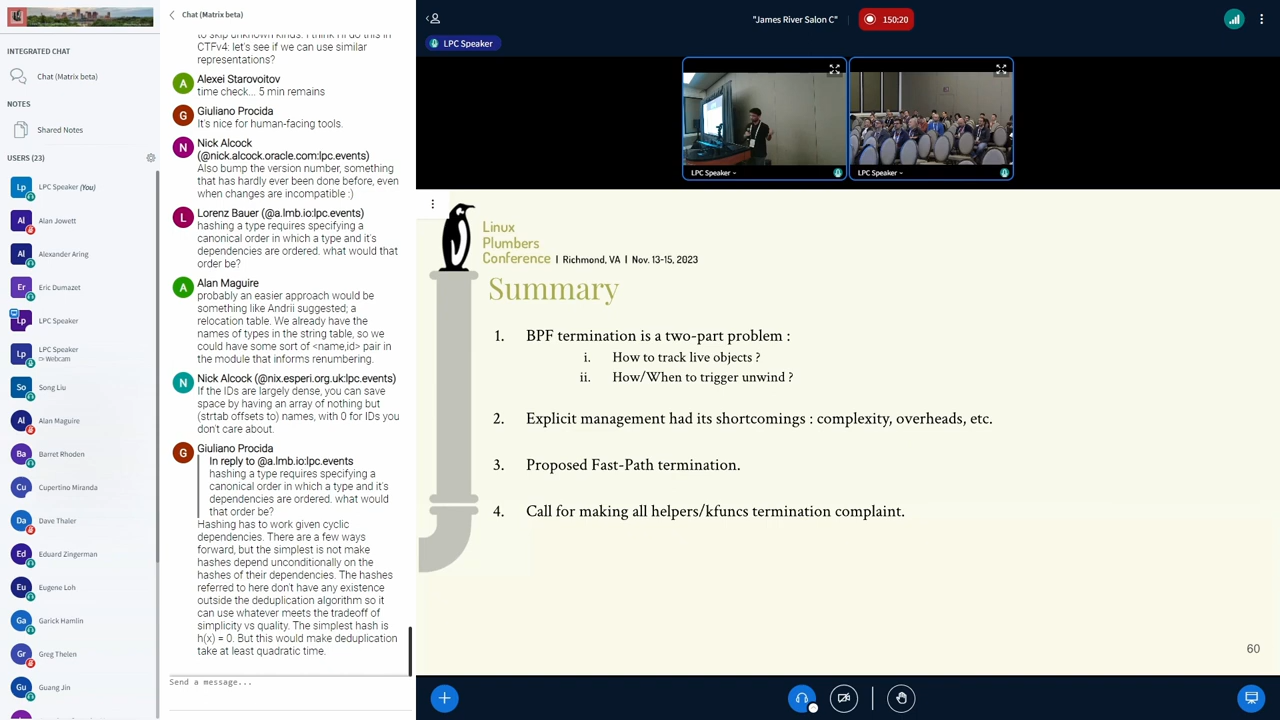 INTEGRATED CHAT
Chat (Matrix beta)
NOTES
Shared Notes
USERS (23)
Lp LPC Speaker (You)
Al Alan Jowett
Al Alexander Aring
Er Eric Dumazet
Lp LPC Speaker
Lp LPC Speaker
Webcam
So Song Liu
Al Alan Maguire
Ba Barret Rhoden
Cu Cupertino Miranda
Da Dave Thaler
Ed Eduard Zingerman
Eu Eugene Loh
Ga Garick Hamlin
Gr Greg Thelen
Gu Guang Jin
Chat (Matrix beta)
to skip unknown kinds. I think I'll do this in
CTFv4: let's see if we can use similar
representations?
A Alexei Starovoitov
time check... 5 min remains
G Giuliano Procida
It's nice for human-facing tools.
N Nick Alcock
(@nick.alcock.oracle.com:lpc.events)
Also bump the version number, something
that has hardly ever been done before, even
when changes are incompatible :)
L Lorenz Bauer (@a.lmb.io:lpc.events)
hashing a type requires specifying a
canonical order in which a type and it's
dependencies are ordered. what would that
order be?
A Alan Maguire
probably an easier approach would be
something like Andrii suggested; a
relocation table. We already have the
names of types in the string table, so we
could have some sort of <name,id> pair in
the module that informs renumbering.
N Nick Alcock (@nix.esperi.org.uk:lpc.events)
If the IDs are largely dense, you can save
space by having an array of nothing but
(strtab offsets to) names, with 0 for IDs you
don't care about.
G Giuliano Procida
In reply to @a.lmb.io:lpc.events
hashing a type requires specifying a
canonical order in which a type and it's
dependencies are ordered. what would
that order be?
Hashing has to work given cyclic
dependencies. There are a few ways
forward, but the simplest is not make
hashes depend unconditionally on the
hashes of their dependencies. The hashes
referred to here don't have any existence
outside the deduplication algorithm so it
can use whatever meets the tradeoff of
simplicity vs quality. The simplest hash is
h(x) = 0. But this would make deduplication
take at least quadratic time.
Send a message...
"James River Salon C"
150:20
LPC Speaker
LPC Speaker
LPC Speaker
Linux
Plumbers
Conference | Richmond, VA | Nov. 13-15, 2023
Summary
1. BPF termination is a two-part problem :
i. How to track live objects ?
ii. How/When to trigger unwind ?
2. Explicit management had its shortcomings : complexity, overheads, etc.
3. Proposed Fast-Path termination.
4. Call for making all helpers/kfuncs termination complaint.
60